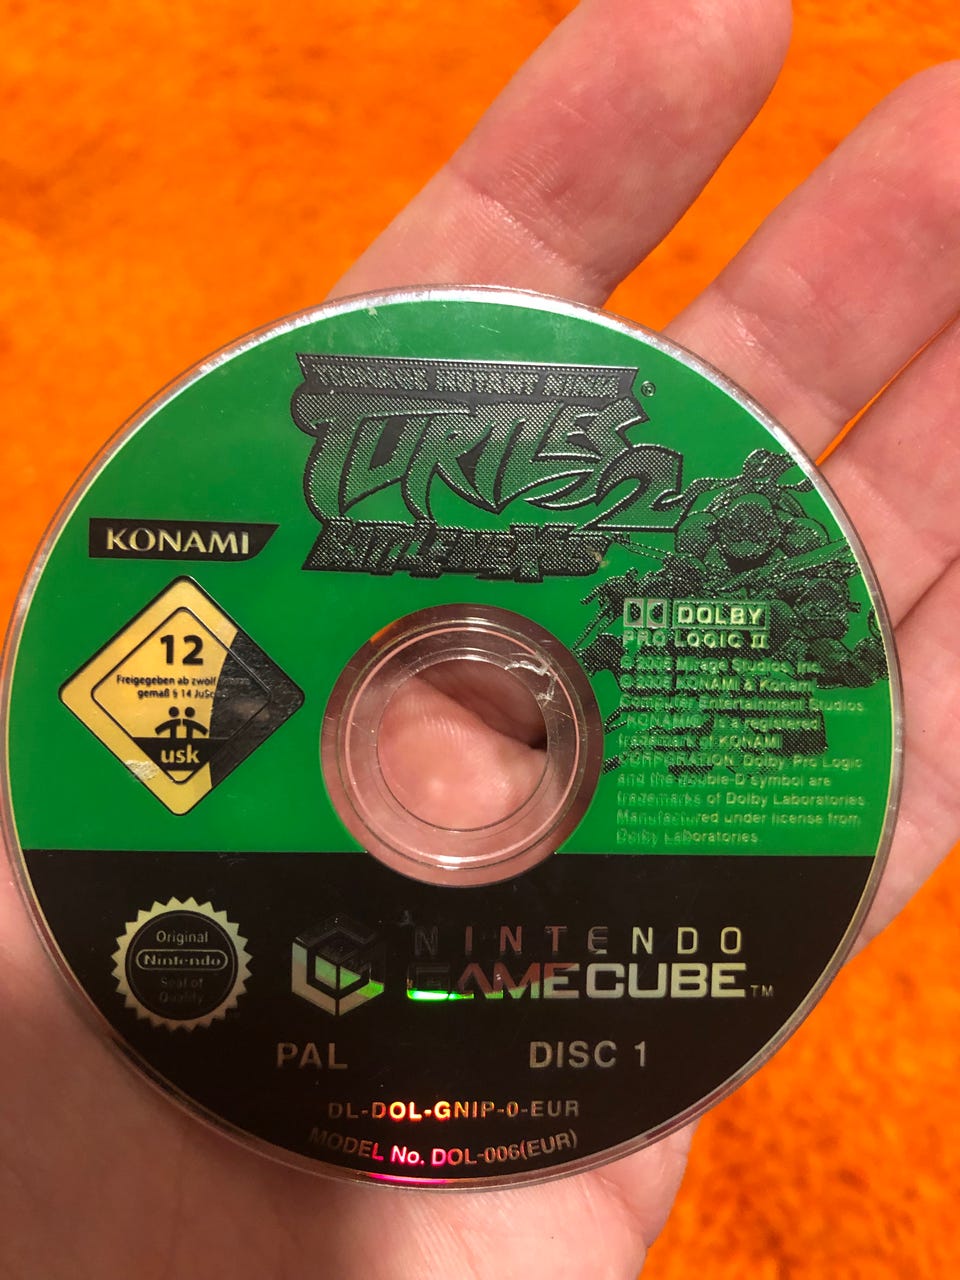 TEENAGE MUTANT NINJA
TURTLES 2
BATTLE NEXUS
®
KONAMI
12
Freigegeben ab zwölf
gemäß § 14
usk
DOLBY
PRO LOGIC II
© 2005 Mirage Studios, Inc.
© 2005 KONAMI & Konami
Computer Entertainment Studios.
KONAMI® is a registered
trademark of KONAMI
CORPORATION. Dolby Pro Logic
and the double-D symbol are
trademarks of Dolby Laboratories.
Manufactured under license from
Dolby Laboratories.
Original
Nintendo
Seal of
Quality
NINTENDO
GAMECUBE™
PAL
DISC 1
DL-DOL-GNIP-0-EUR
MODEL No. DOL-006(EUR)